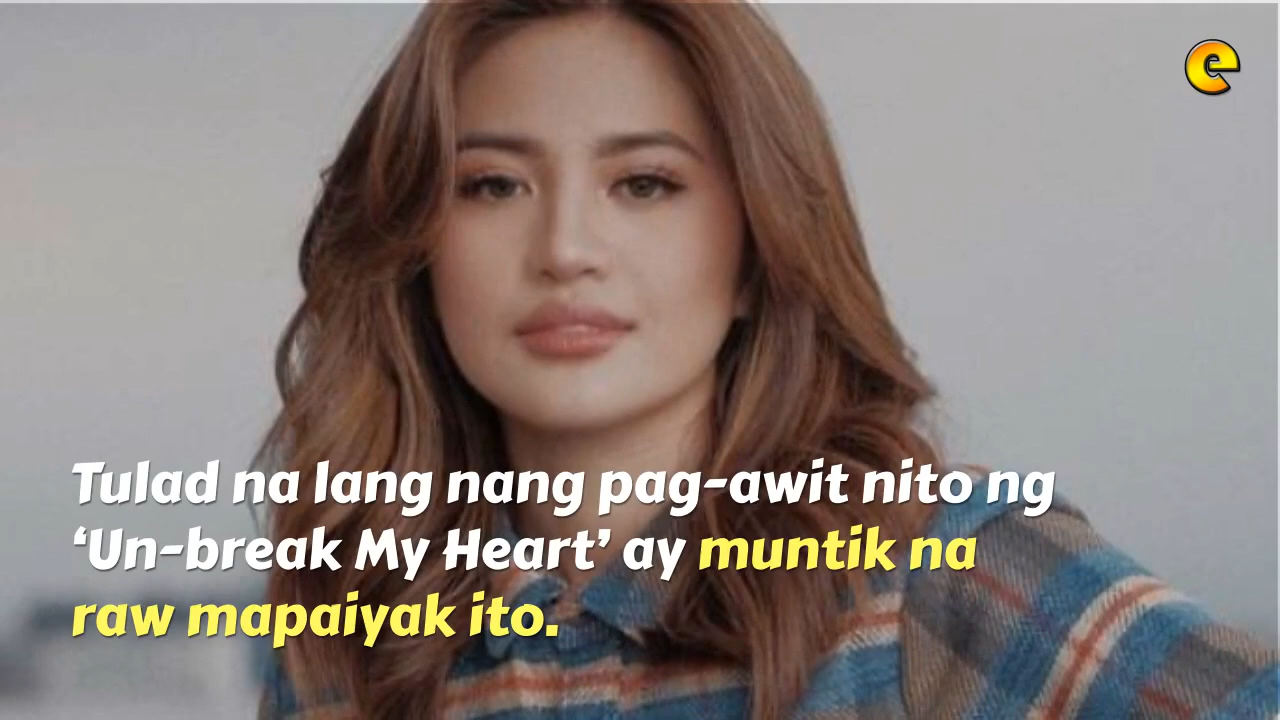 e
Tulad na lang nang pag-awit nito ng
‘Un-break My Heart’ ay muntik na
raw mapaiyak ito.